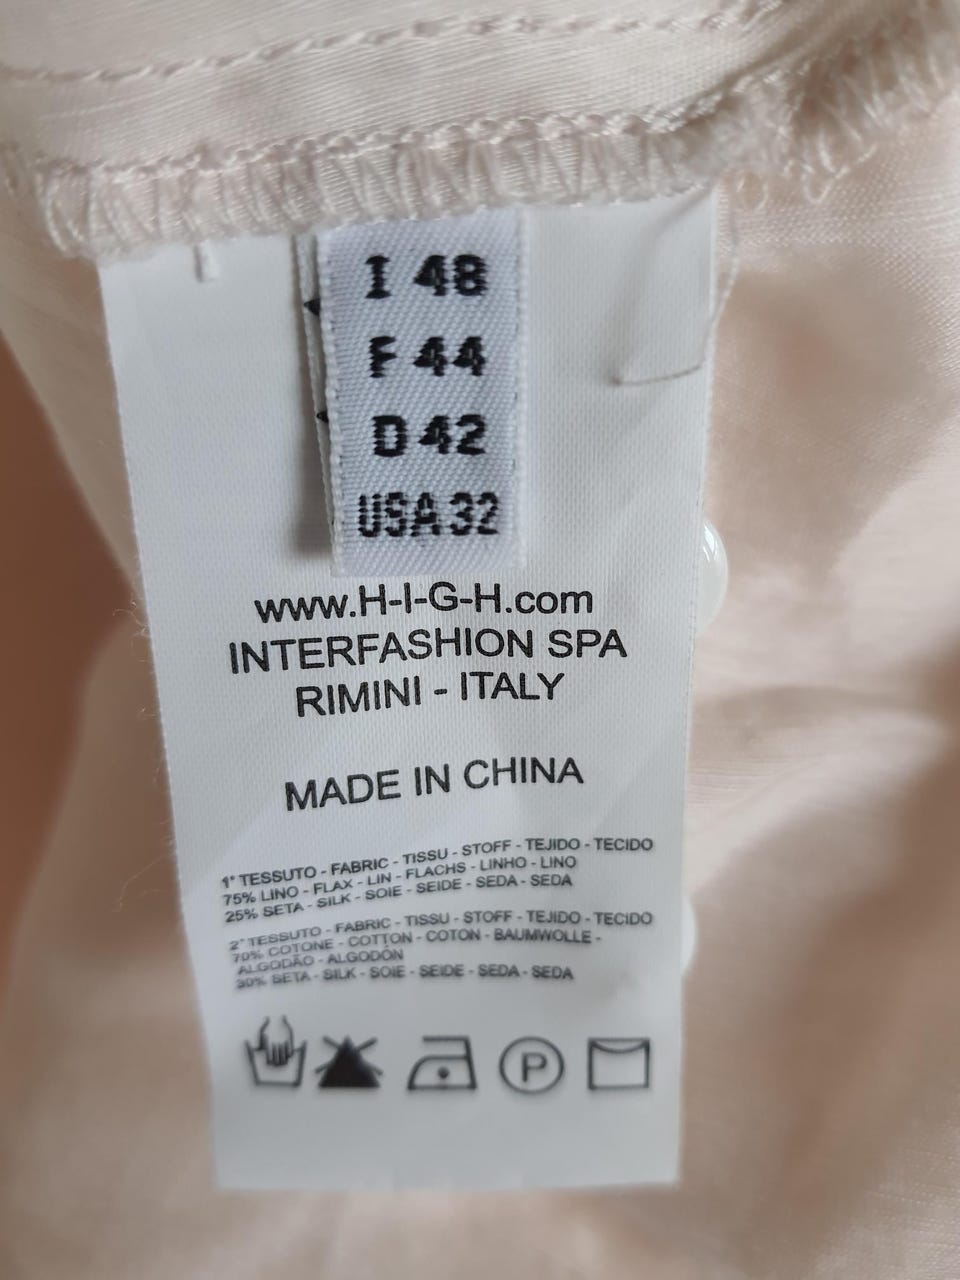 I 48
F 44
D 42
USA 32
www.H-I-G-H.com
INTERFASHION SPA
RIMINI - ITALY
MADE IN CHINA
1° TESSUTO - FABRIC - TISSU - STOFF - TEJIDO - TECIDO
75% LINO - FLAX - LIN - FLACHS - LINHO - LINO
25% SETA - SILK - SOIE - SEIDE - SEDA - SEDA
2° TESSUTO - FABRIC - TISSU - STOFF - TEJIDO - TECIDO
70% COTONE - COTTON - COTON - BAUMWOLLE -
ALGODÃO - ALGODÓN
30% SETA - SILK - SOIE - SEIDE - SEDA - SEDA
P